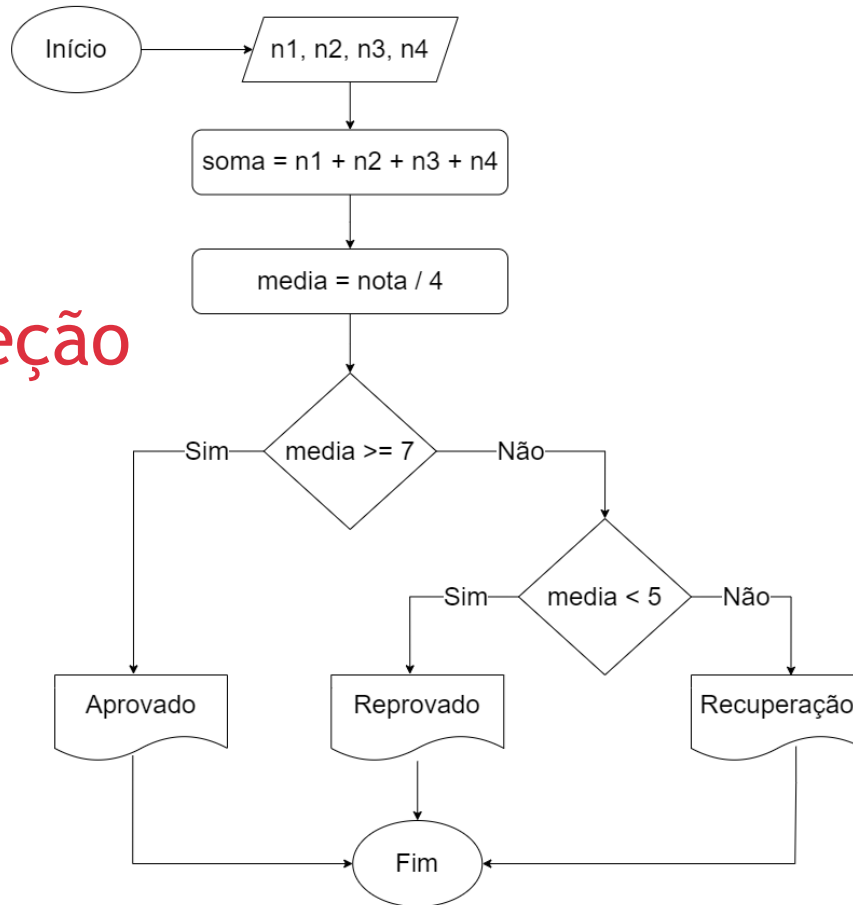 Início
n1, n2, n3, n4
soma = n1 + n2 + n3 + n4
media = nota / 4
eção
media >= 7
Sim
Não
media < 5
Sim
Não
Aprovado
Reprovado
Recuperação
Fim